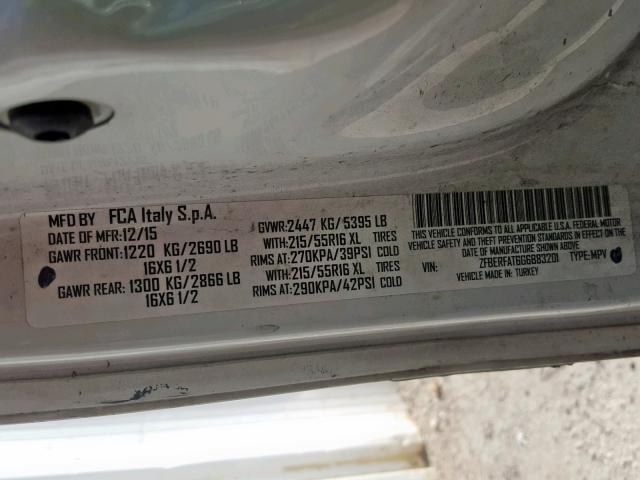 MFD BY FCA Italy S.p.A.
DATE OF MFR:12/15
GAWR FRONT:1220 KG/2690 LB
16X6 1/2
GAWR REAR: 1300 KG/2866 LB
16X6 1/2
GVWR:2447 KG/5395 LB
WITH:215/55R16 XL TIRES
RIMS AT:270KPA/39PSI COLD
WITH:215/55R16 XL TIRES
RIMS AT:290KPA/42PSI COLD
THIS VEHICLE CONFORMS TO ALL APPLICABLE U.S.A. FEDERAL MOTOR
VEHICLE SAFETY STANDARDS IN EFFECT ON THE DATE OF MANUFACTURE SHOWN ABOVE.
VIN: ZFBERFAT6G6B83201 TYPE: MPV
VEHICLE MADE IN: TURKEY